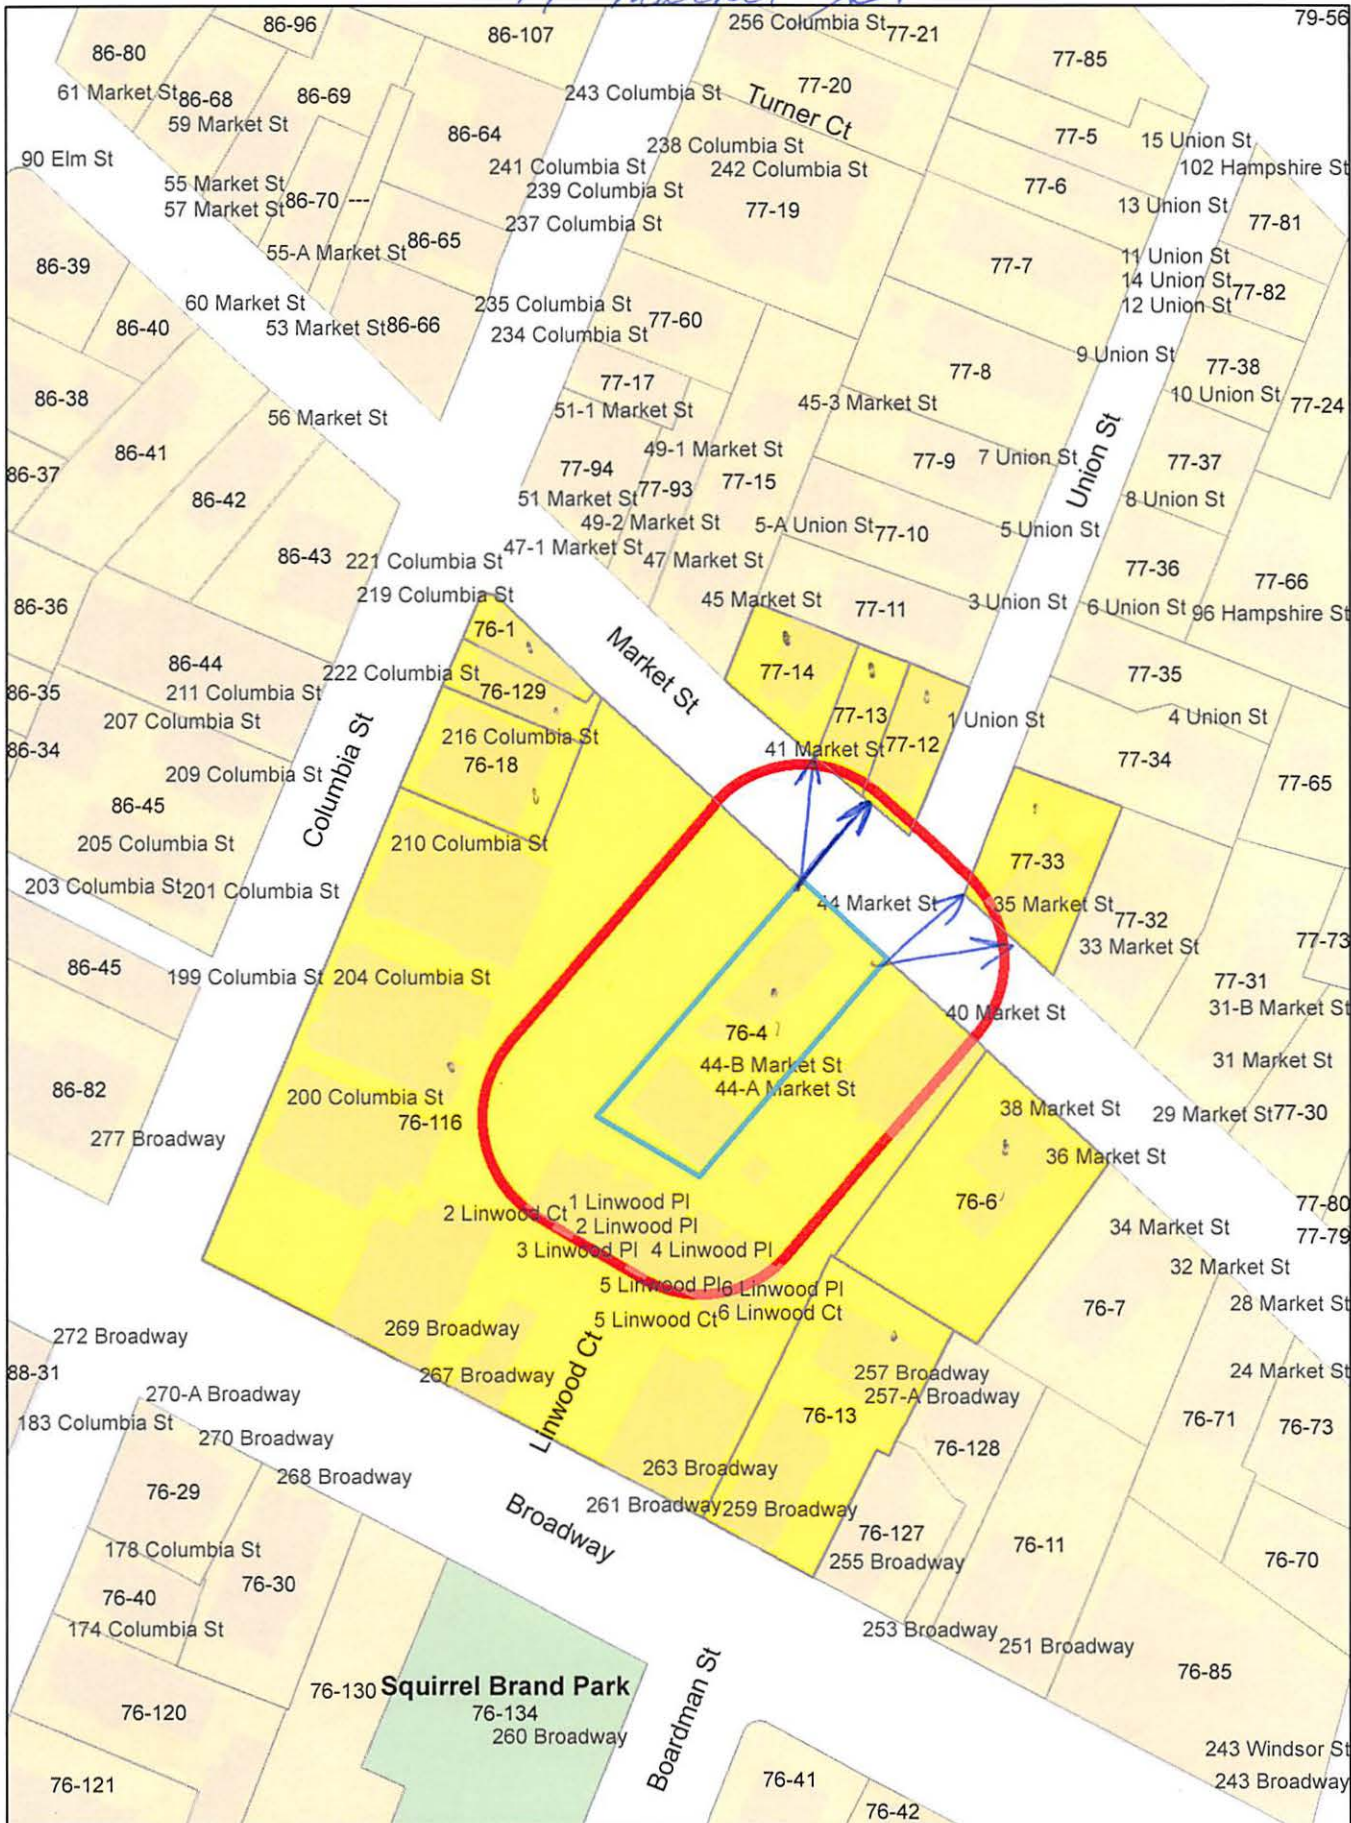 44 Market St.
79-56
86-96
256 Columbia St
77-21
86-80
86-107
77-85
61 Market St
86-68
86-69
243 Columbia St
77-20
Turner Ct
59 Market St
86-64
77-5
15 Union St
90 Elm St
238 Columbia St
241 Columbia St
242 Columbia St
102 Hampshire St
55 Market St
239 Columbia St
77-6
57 Market St
86-70 ---
77-19
13 Union St
77-81
237 Columbia St
55-A Market St
86-65
86-39
77-7
11 Union St
14 Union St
77-82
60 Market St
235 Columbia St
12 Union St
86-40
53 Market St
86-66
234 Columbia St
77-60
9 Union St
77-38
77-17
77-8
86-38
51-1 Market St
45-3 Market St
10 Union St
77-24
56 Market St
86-41
49-1 Market St
77-9
7 Union St
Union St
77-37
86-37
77-94
77-93
77-15
86-42
51 Market St
8 Union St
49-2 Market St
5-A Union St
77-10
5 Union St
86-43
221 Columbia St
47-1 Market St
47 Market St
77-36
77-66
219 Columbia St
45 Market St
77-11
3 Union St
6 Union St
96 Hampshire St
86-36
76-1
Market St
86-44
222 Columbia St
77-14
77-35
86-35
211 Columbia St
76-129
207 Columbia St
77-13
1 Union St
4 Union St
86-34
216 Columbia St
41 Market St
77-12
76-18
77-34
209 Columbia St
Columbia St
77-65
86-45
205 Columbia St
210 Columbia St
77-33
203 Columbia St
201 Columbia St
44 Market St
35 Market St
77-32
33 Market St
77-73
86-45
199 Columbia St
204 Columbia St
77-31
31-B Market St
76-4
40 Market St
44-B Market St
31 Market St
86-82
200 Columbia St
44-A Market St
76-116
38 Market St
29 Market St
77-30
277 Broadway
36 Market St
1 Linwood Pl
76-6
77-80
2 Linwood Ct
2 Linwood Pl
34 Market St
77-79
3 Linwood Pl
4 Linwood Pl
32 Market St
5 Linwood Pl
6 Linwood Pl
76-7
28 Market St
5 Linwood Ct
6 Linwood Ct
272 Broadway
269 Broadway
88-31
267 Broadway
Linwood Ct
257 Broadway
24 Market St
270-A Broadway
257-A Broadway
183 Columbia St
76-13
76-71
76-73
270 Broadway
76-128
268 Broadway
263 Broadway
76-29
261 Broadway
259 Broadway
Broadway
76-127
178 Columbia St
76-11
76-70
76-30
255 Broadway
76-40
174 Columbia St
253 Broadway
251 Broadway
76-85
76-130
Squirrel Brand Park
76-120
76-134
Boardman St
260 Broadway
243 Windsor St
76-121
76-41
243 Broadway
76-42